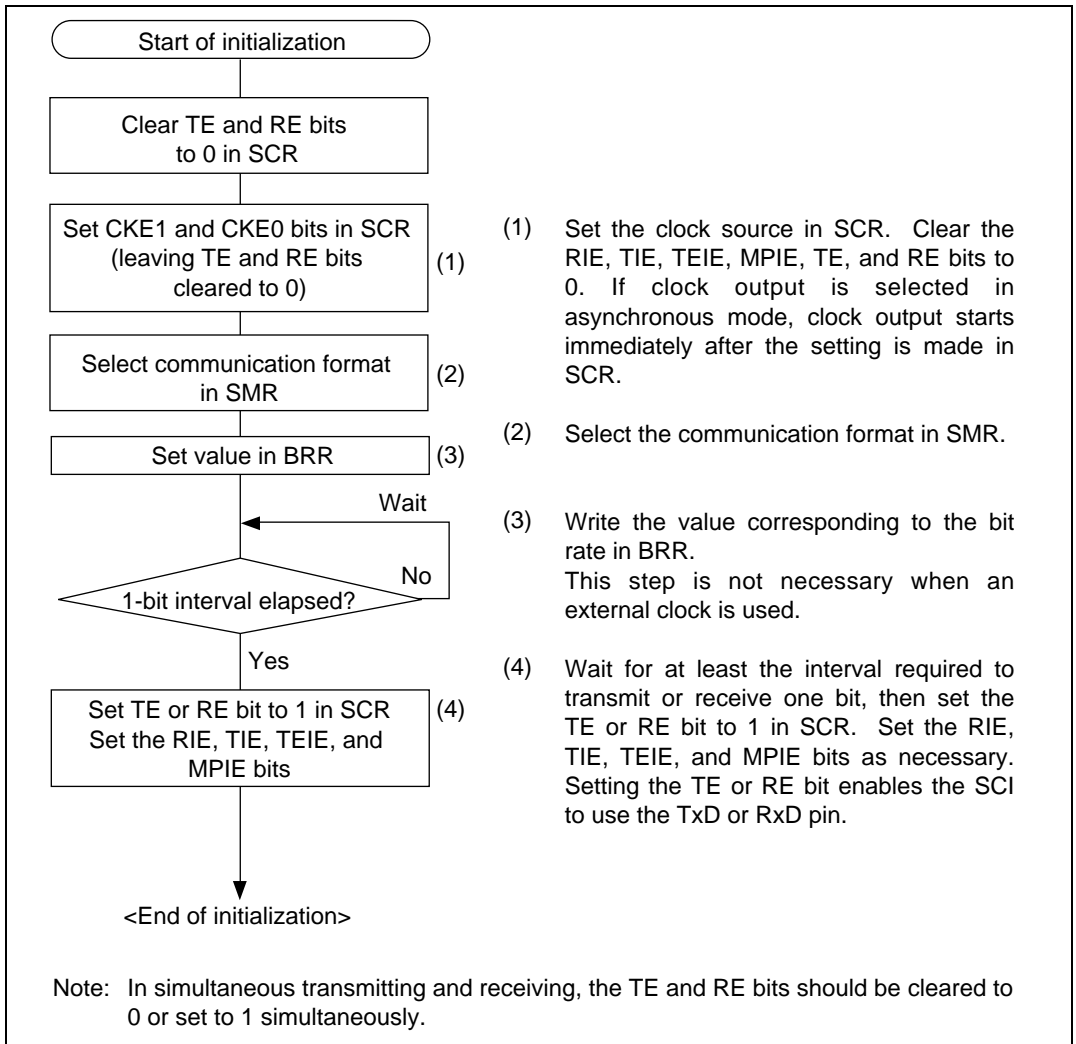 Start of initialization
Clear TE and RE bits
to 0 in SCR
Set CKE1 and CKE0 bits in SCR
(leaving TE and RE bits
cleared to 0)
(1)
Select communication format
in SMR
(2)
Set value in BRR
(3)
Wait
No
1-bit interval elapsed?
Yes
Set TE or RE bit to 1 in SCR
Set the RIE, TIE, TEIE, and
MPIE bits
(4)
<End of initialization>
(1) Set the clock source in SCR. Clear the
RIE, TIE, TEIE, MPIE, TE, and RE bits to
0. If clock output is selected in
asynchronous mode, clock output starts
immediately after the setting is made in
SCR.
(2) Select the communication format in SMR.
(3) Write the value corresponding to the bit
rate in BRR.
This step is not necessary when an
external clock is used.
(4) Wait for at least the interval required to
transmit or receive one bit, then set the
TE or RE bit to 1 in SCR. Set the RIE,
TIE, TEIE, and MPIE bits as necessary.
Setting the TE or RE bit enables the SCI
to use the TxD or RxD pin.
Note: In simultaneous transmitting and receiving, the TE and RE bits should be cleared to
0 or set to 1 simultaneously.